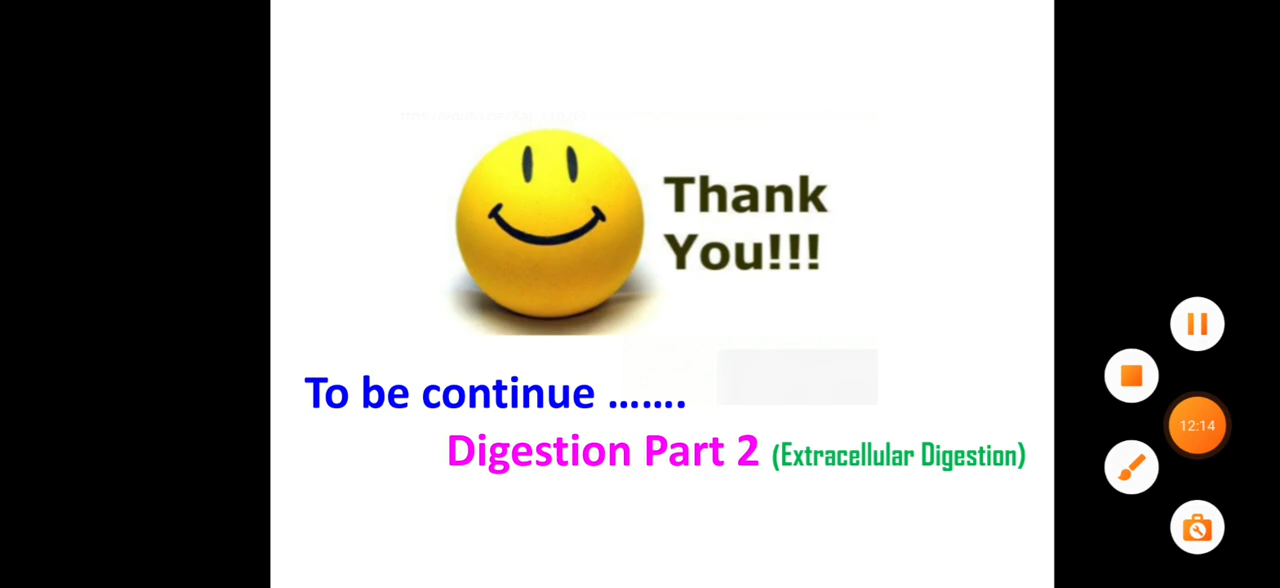 Thank
You!!!
To be continue .......
Digestion Part 2 (Extracellular Digestion)
12:14